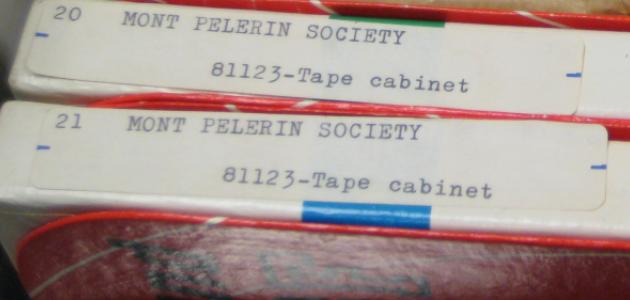 20 MONT PELERIN SOCIETY
81123-Tape cabinet
21 MONT PELERIN SOCIETY
81123-Tape cabinet